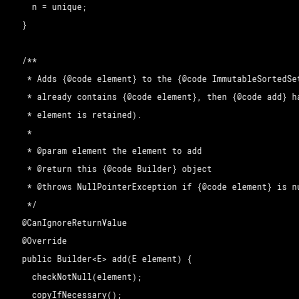 n = unique;
}
/**
* Adds {@code element} to the {@code ImmutableSortedSet
* already contains {@code element}, then {@code add} ha
* element is retained).
*
* @param element the element to add
* @return this {@code Builder} object
* @throws NullPointerException if {@code element} is nu
*/
@CanIgnoreReturnValue
@Override
public Builder<E> add(E element) {
checkNotNull(element);
copyIfNecessary();